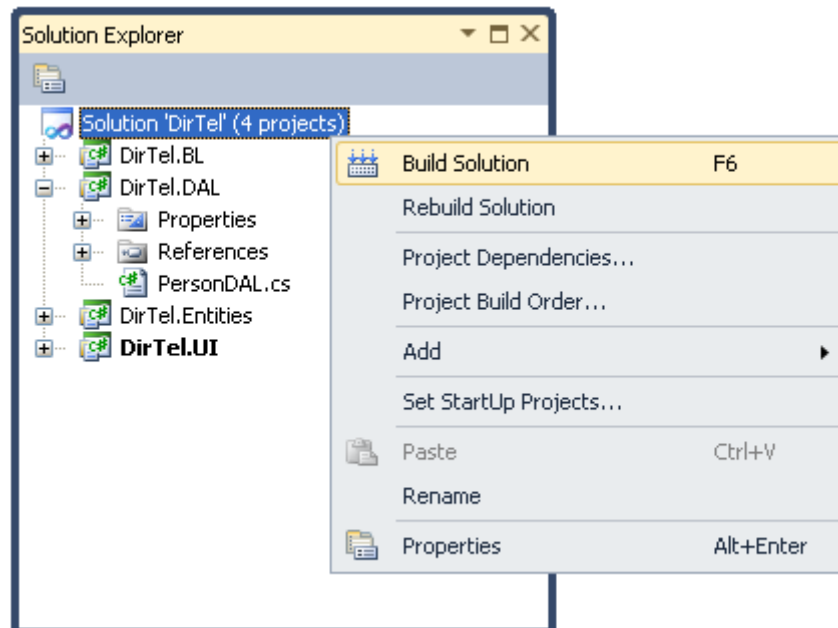 Solution Explorer
Solution 'DirTel' (4 projects)
DirTel.BL
DirTel.DAL
Properties
References
PersonDAL.cs
DirTel.Entities
DirTel.UI
Build Solution F6
Rebuild Solution
Project Dependencies...
Project Build Order...
Add
Set StartUp Projects...
Paste Ctrl+V
Rename
Properties Alt+Enter